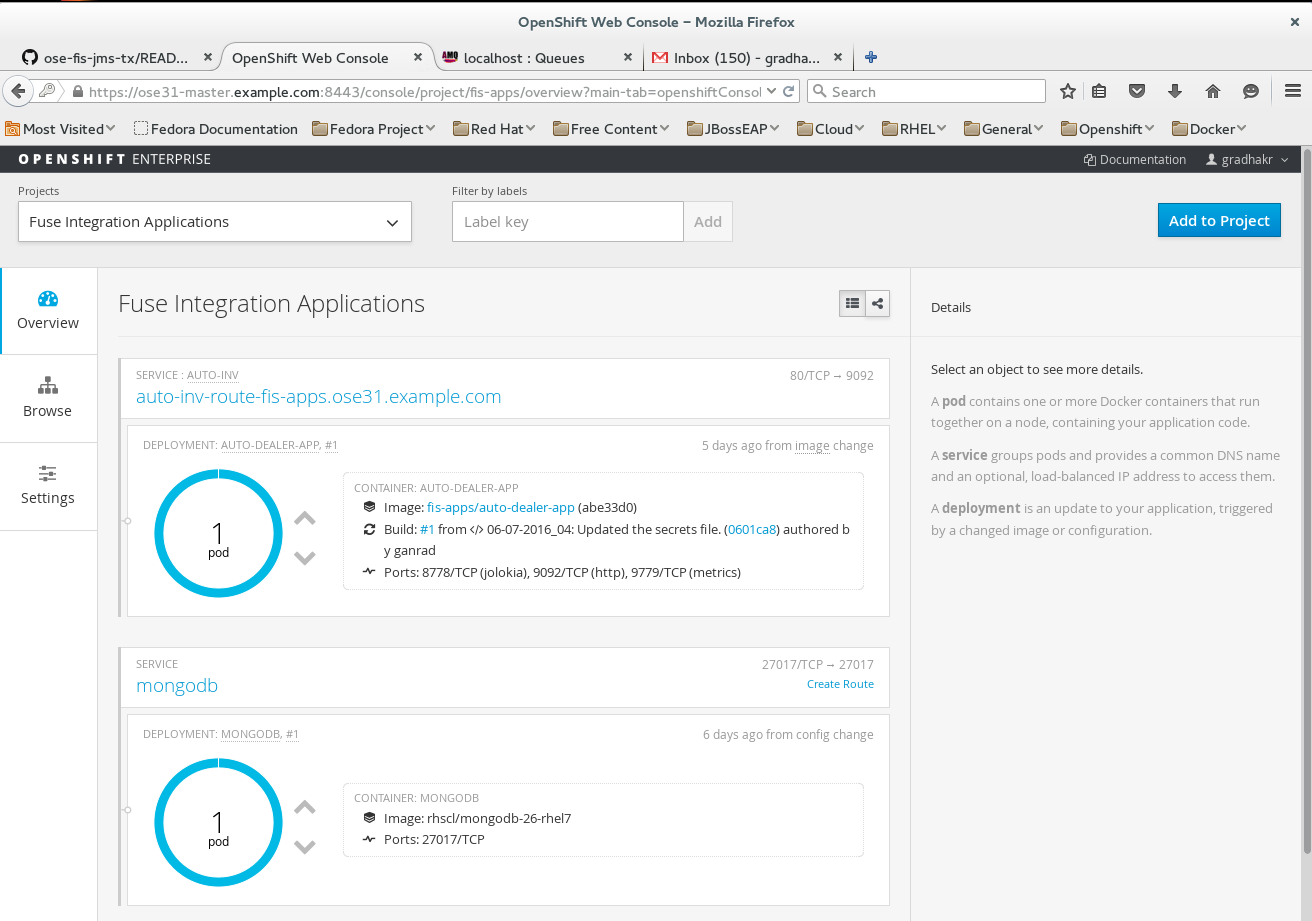 OpenShift Web Console - Mozilla Firefox
ose-fis-jms-tx/READ...
OpenShift Web Console
AMQ localhost : Queues
Inbox (150) - gradha...
https://ose31-master.example.com:8443/console/project/fis-apps/overview?main-tab=openshiftConsol
Search
Most Visited
Fedora Documentation
Fedora Project
Red Hat
Free Content
JBossEAP
Cloud
RHEL
General
Openshift
Docker
OPENSHIFT ENTERPRISE
Documentation
gradhakr
Projects
Filter by labels
Fuse Integration Applications
Label key
Add
Add to Project
Overview
Browse
Settings
Fuse Integration Applications
SERVICE : AUTO-INV
80/TCP → 9092
auto-inv-route-fis-apps.ose31.example.com
DEPLOYMENT: AUTO-DEALER-APP, #1
5 days ago from image change
1
pod
CONTAINER: AUTO-DEALER-APP
Image: fis-apps/auto-dealer-app (abe33d0)
Build: #1 from </> 06-07-2016_04: Updated the secrets file. (0601ca8) authored b
y ganrad
Ports: 8778/TCP (jolokia), 9092/TCP (http), 9779/TCP (metrics)
SERVICE
27017/TCP → 27017
mongodb
Create Route
DEPLOYMENT: MONGODB, #1
6 days ago from config change
1
pod
CONTAINER: MONGODB
Image: rhscl/mongodb-26-rhel7
Ports: 27017/TCP
Details
Select an object to see more details.
A pod contains one or more Docker containers that run
together on a node, containing your application code.
A service groups pods and provides a common DNS name
and an optional, load-balanced IP address to access them.
A deployment is an update to your application, triggered
by a changed image or configuration.